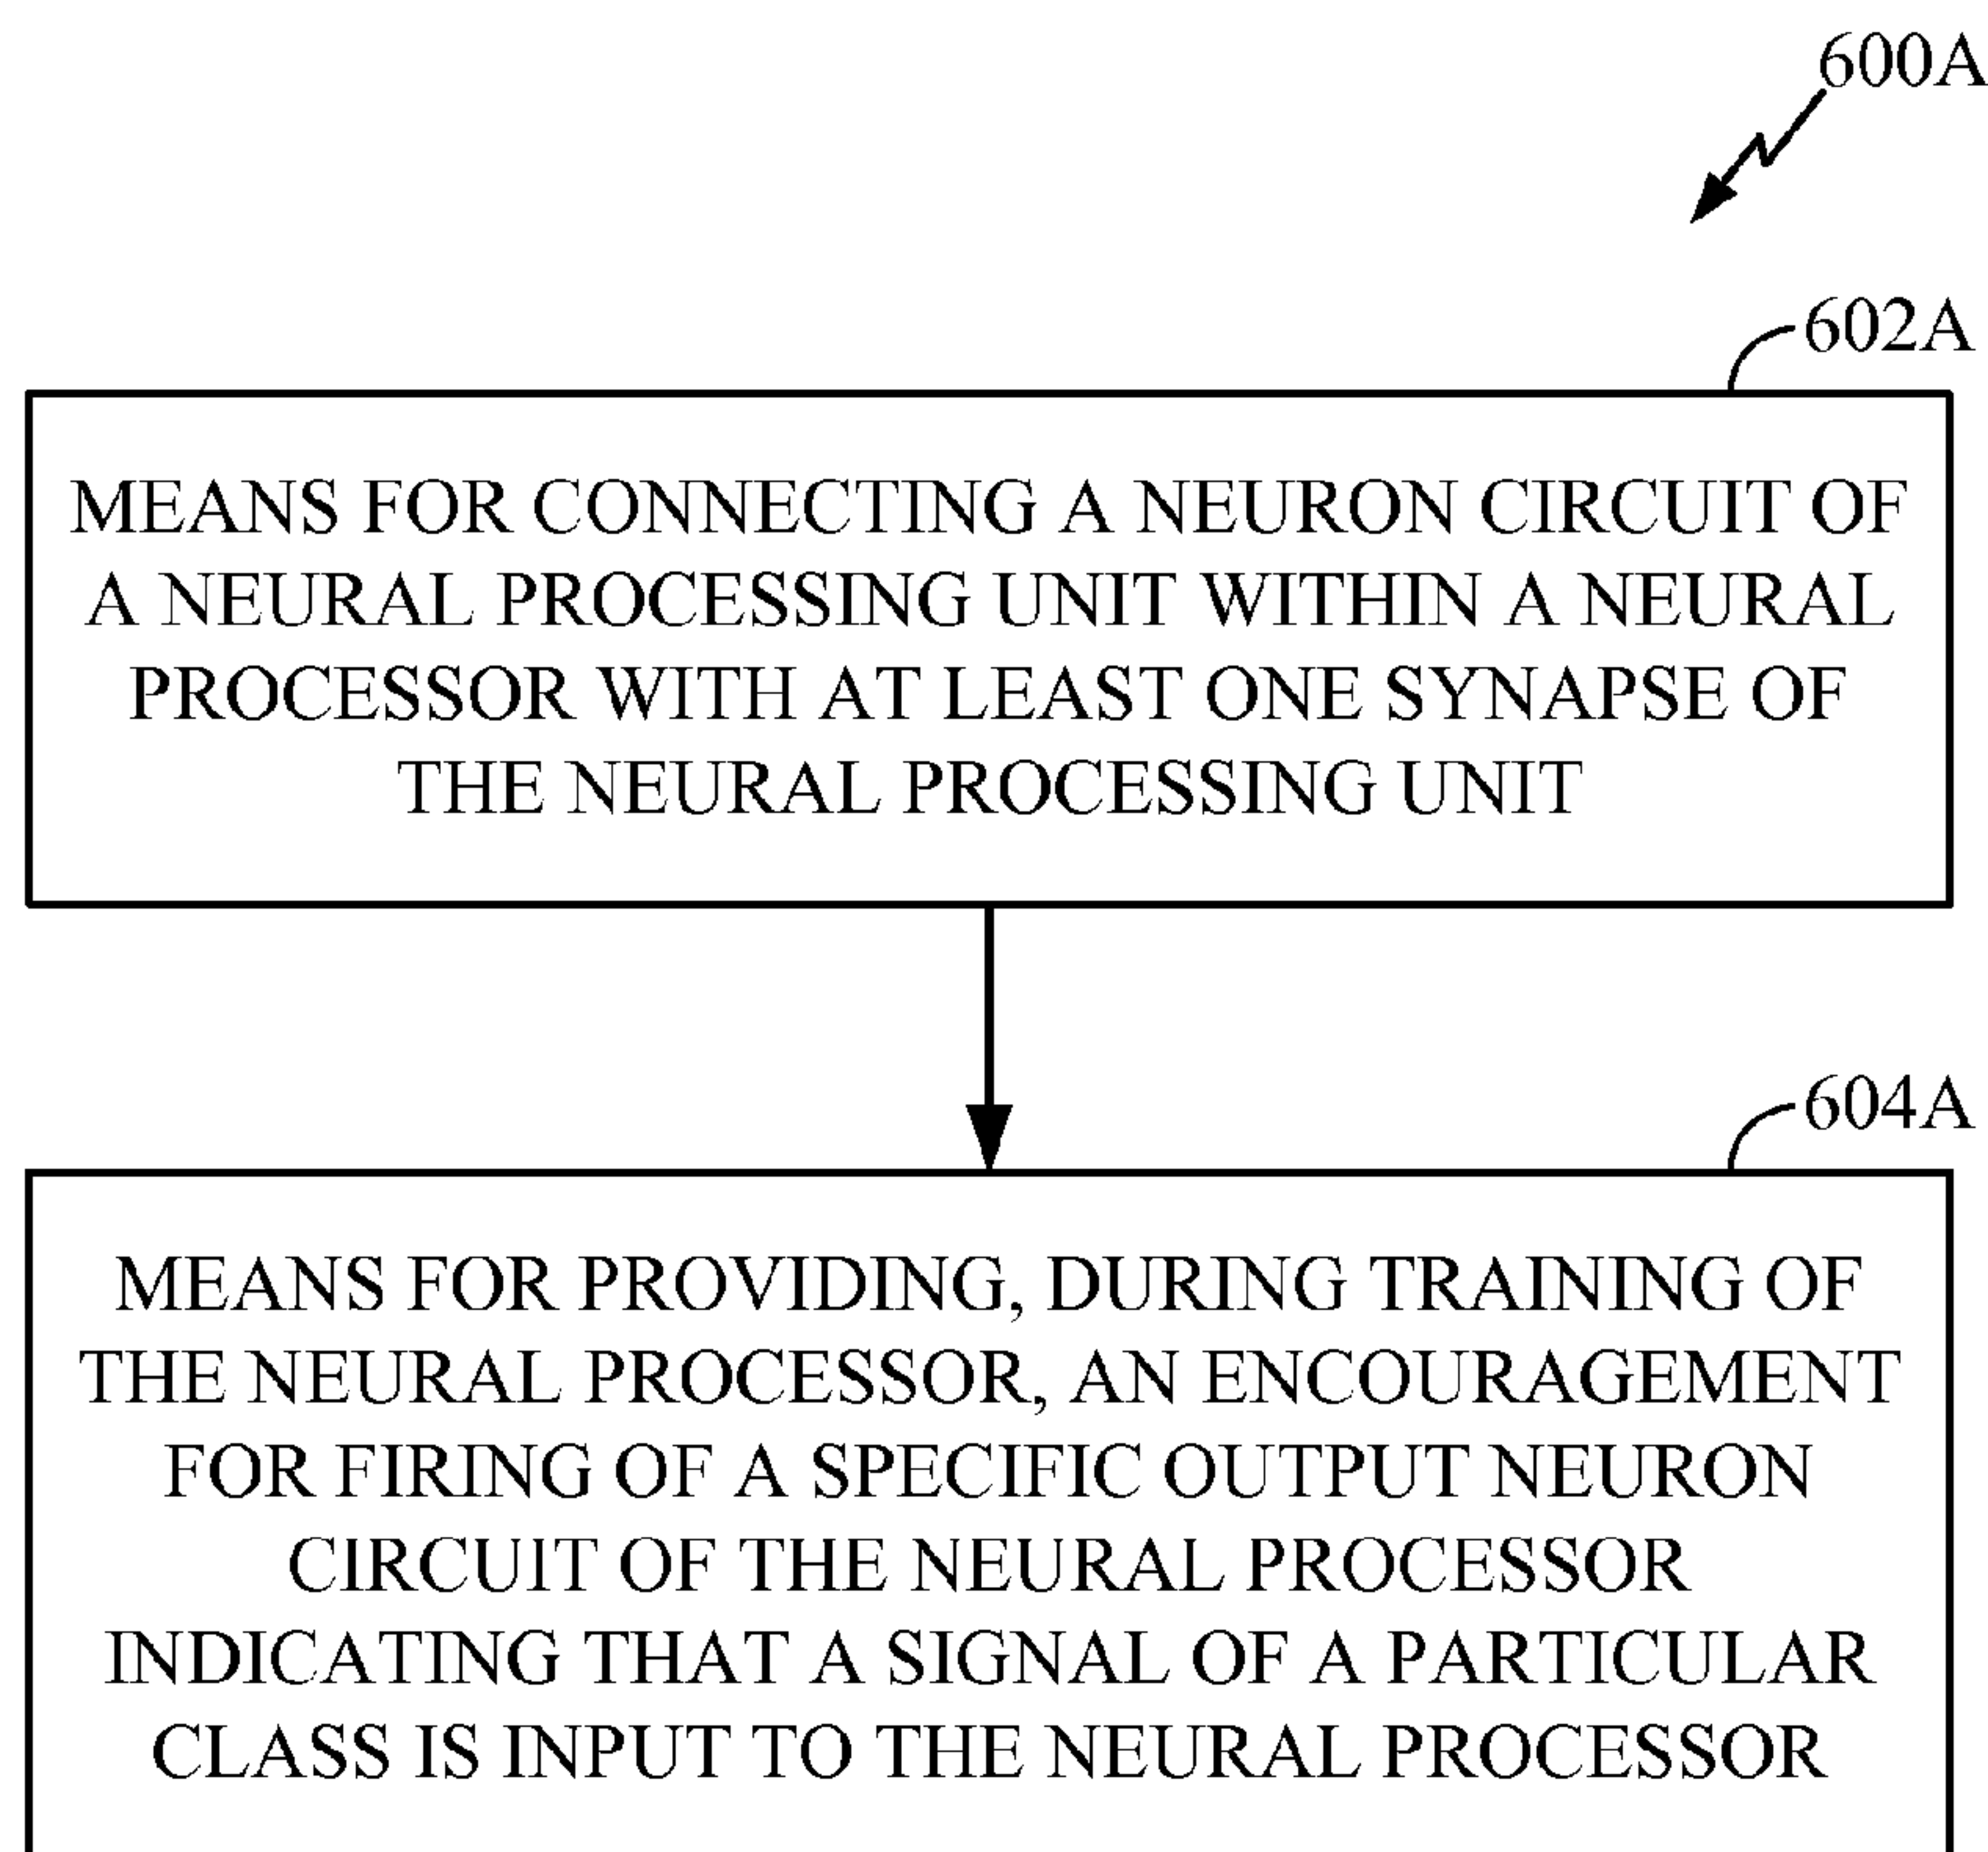 600A
602A
MEANS FOR CONNECTING A NEURON CIRCUIT OF
A NEURAL PROCESSING UNIT WITHIN A NEURAL
PROCESSOR WITH AT LEAST ONE SYNAPSE OF
THE NEURAL PROCESSING UNIT
604A
MEANS FOR PROVIDING, DURING TRAINING OF
THE NEURAL PROCESSOR, AN ENCOURAGEMENT
FOR FIRING OF A SPECIFIC OUTPUT NEURON
CIRCUIT OF THE NEURAL PROCESSOR
INDICATING THAT A SIGNAL OF A PARTICULAR
CLASS IS INPUT TO THE NEURAL PROCESSOR